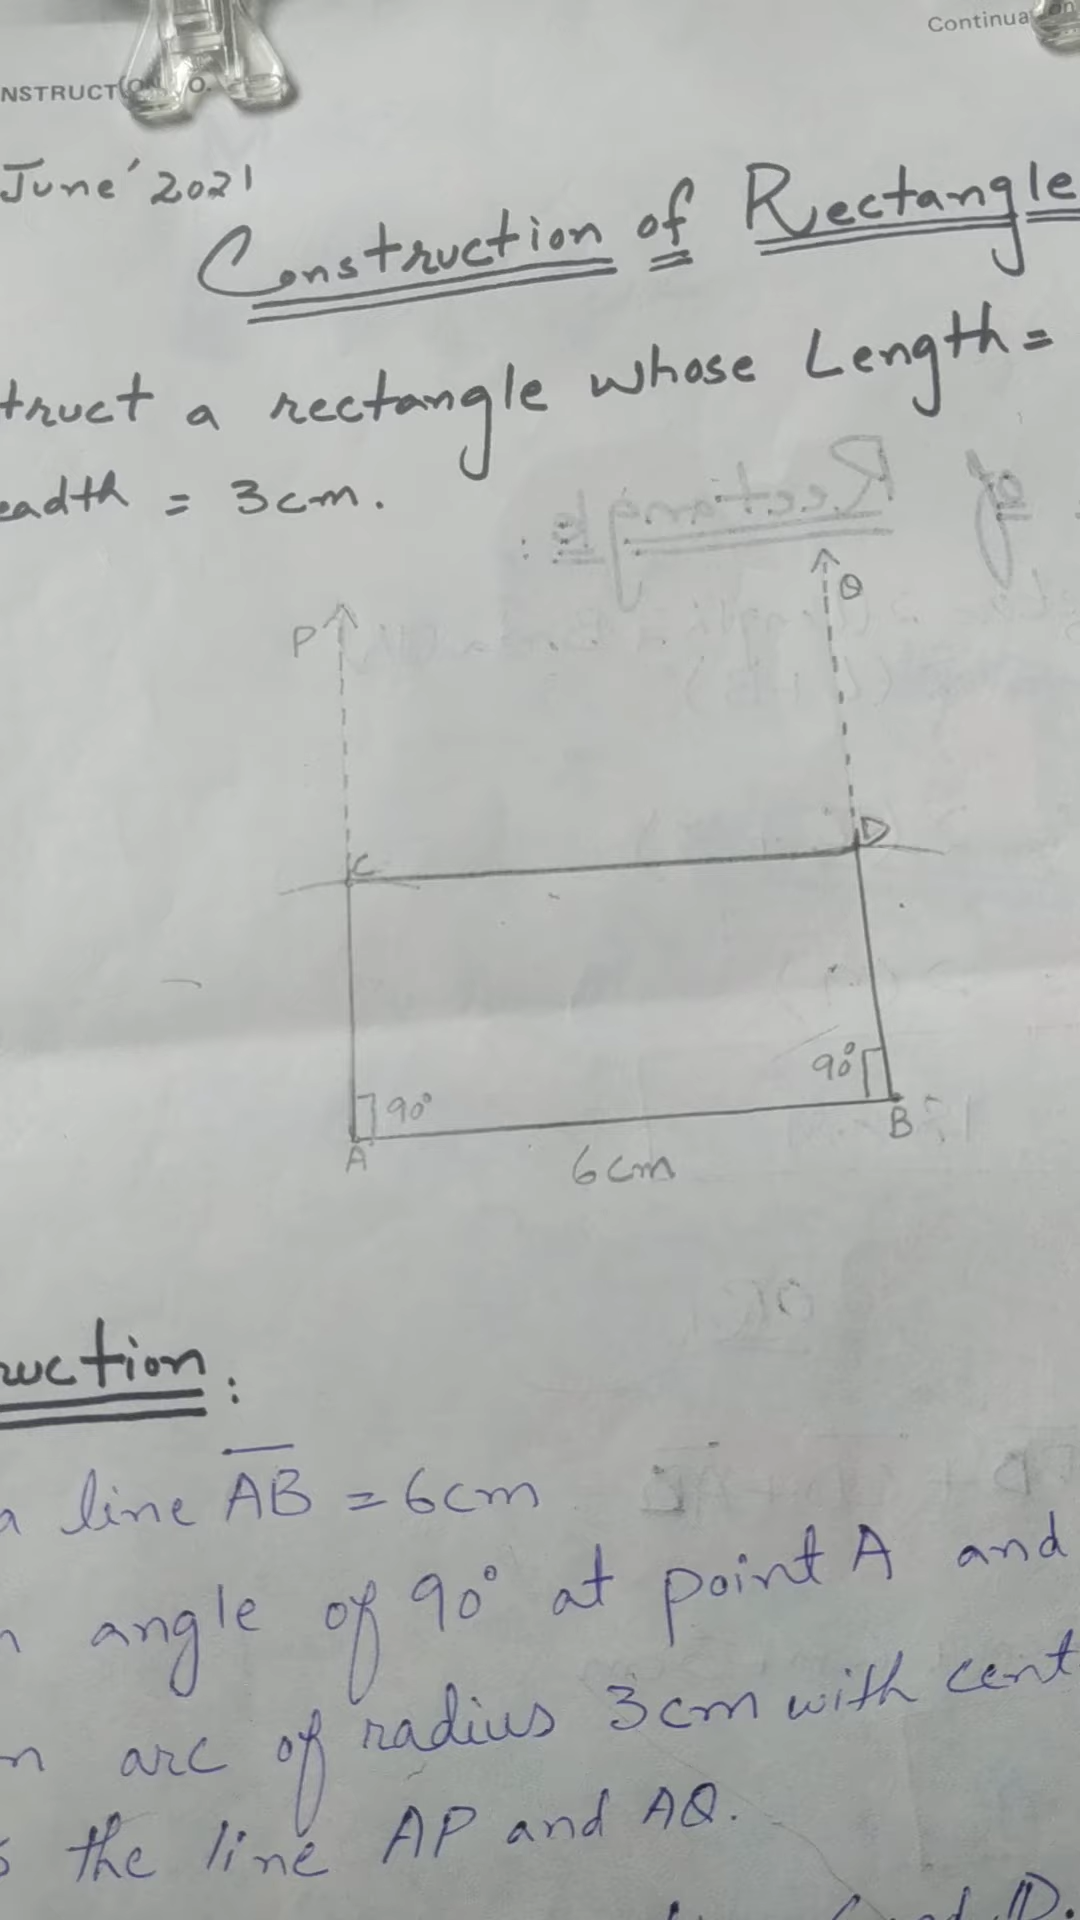 Continua
NSTRUCT
June' 2021
Construction of Rectangle
truct a rectangle whose Length =
eadth = 3cm.
P
Q
C
D
90°
90°
A
B
6cm
ruction:
a line AB = 6cm
n angle of 90° at point A and
n arc of radius 3cm with cent
s the line AP and AQ.
D.